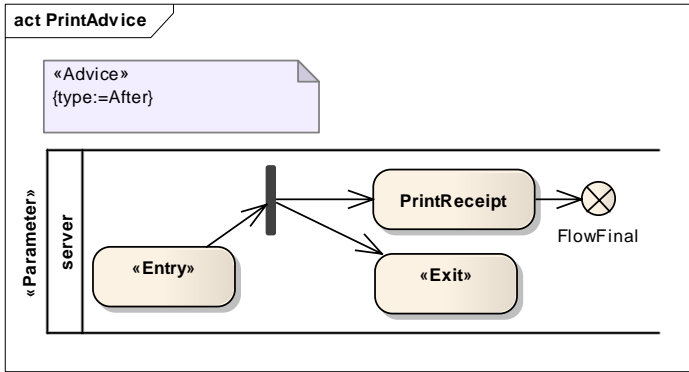 act PrintAdvice
«Advice»
{type:=After}
«Parameter»
server
«Entry»
PrintReceipt
«Exit»
FlowFinal